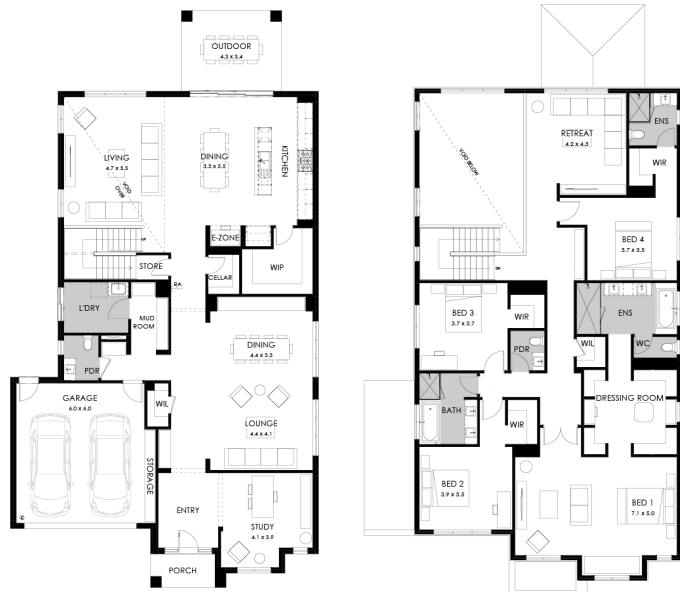 OUTDOOR
4.3 x 3.4
LIVING
4.7 x 5.5
VOID
OVER
DINING
3.3 x 5.5
KITCHEN
E-ZONE
STORE
CELLAR
WIP
L'DRY
MUD
ROOM
RA
PDR
DINING
4.4 x 3.3
GARAGE
6.0 x 6.0
WIL
LOUNGE
4.4 x 4.1
STORAGE
ENTRY
STUDY
4.1 x 3.9
PORCH
VOID BELOW
RETREAT
4.2 x 4.3
ENS
WIR
BED 4
3.7 x 3.5
BED 3
3.7 x 3.7
WIR
ENS
PDR
WIL
WC
BATH
WIR
DRESSING ROOM
BED 2
3.9 x 3.5
BED 1
7.1 x 5.0